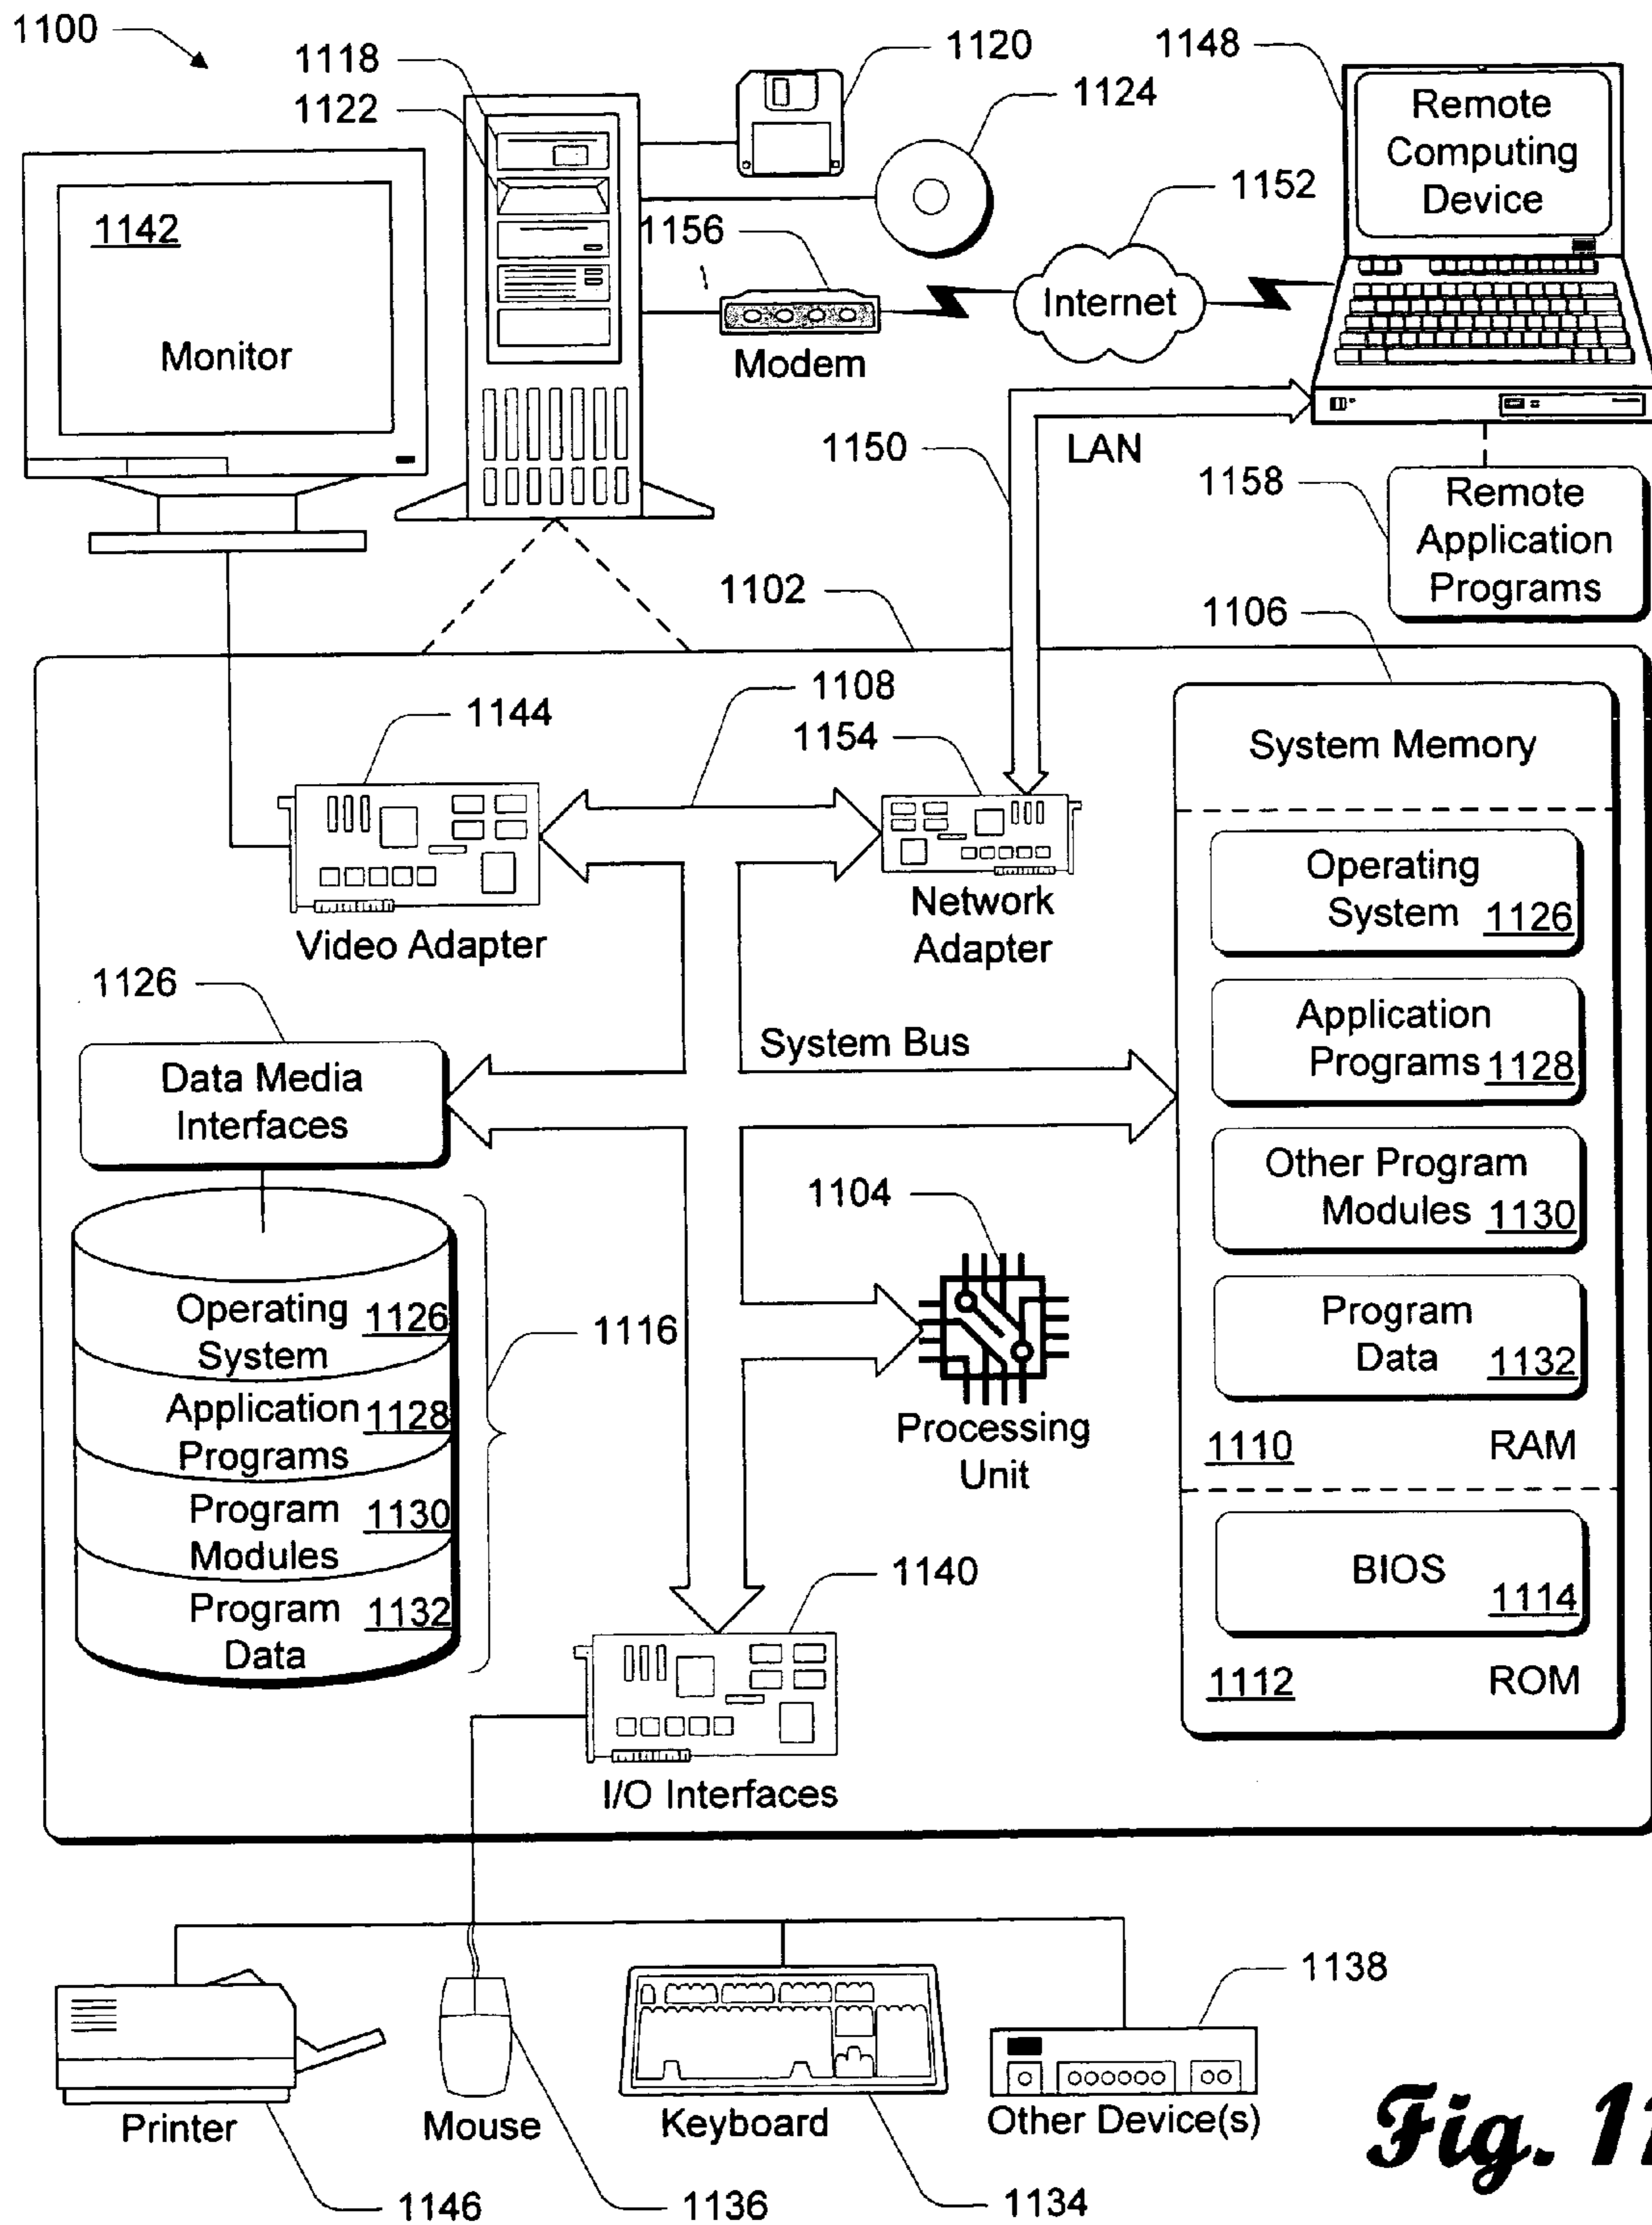 1100
1118
1122
1120
1124
1148
Remote
Computing
Device
1142
Monitor
1156
Modem
1152
Internet
1150
LAN
1158
Remote
Application
Programs
1102
1106
1108
1144
1154
Video Adapter
Network
Adapter
System Memory
Operating
System 1126
Application
Programs 1128
Other Program
Modules 1130
Program
Data 1132
1110 RAM
BIOS
1114
1112 ROM
1126
Data Media
Interfaces
System Bus
1104
Processing
Unit
Operating 1126
System
Application 1128
Programs
Program 1130
Modules
Program 1132
Data
1116
1140
I/O Interfaces
1138
Printer
Mouse
Keyboard
Other Device(s)
1146
1136
1134
Fig. 11